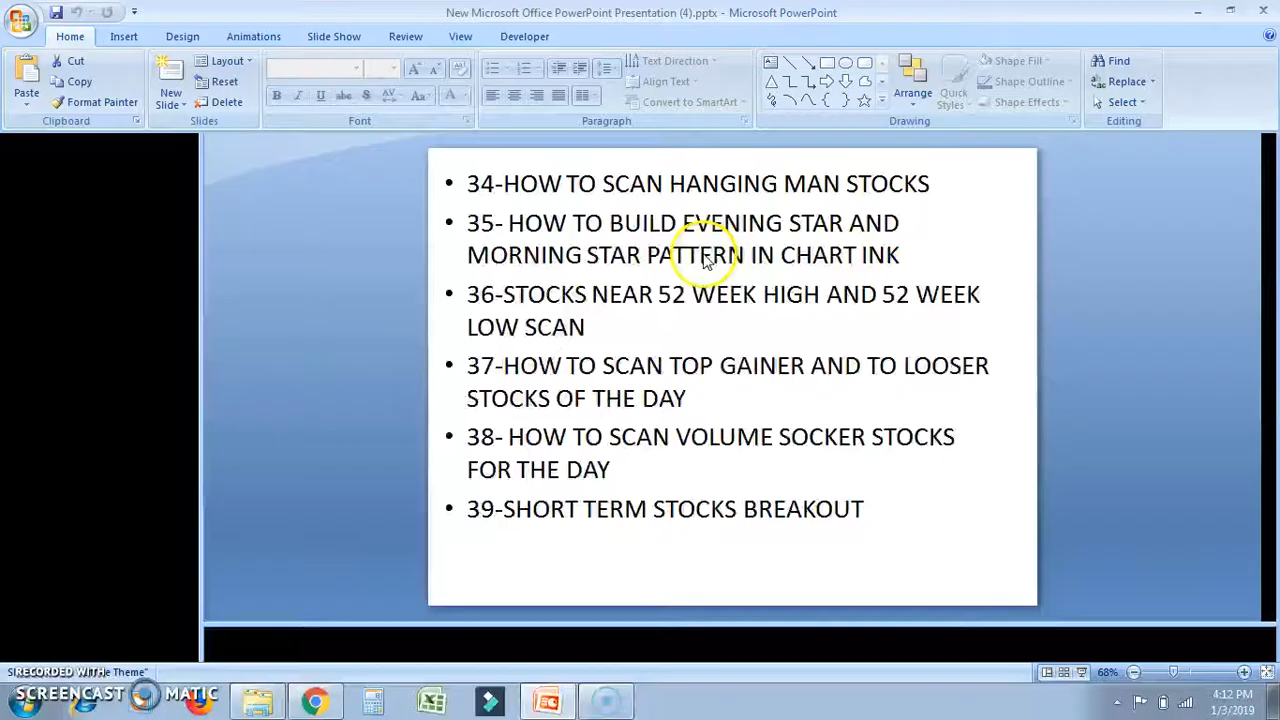 New Microsoft Office PowerPoint Presentation (4).pptx - Microsoft PowerPoint
Home Insert Design Animations Slide Show Review View Developer
Paste
Cut
Copy
Format Painter
Clipboard
New Slide
Layout
Reset
Delete
Slides
B I U abc S AV Aa A
Font
Text Direction
Align Text
Convert to SmartArt
Paragraph
Arrange
Quick Styles
Shape Fill
Shape Outline
Shape Effects
Drawing
Find
Replace
Select
Editing
• 34-HOW TO SCAN HANGING MAN STOCKS
• 35- HOW TO BUILD EVENING STAR AND
MORNING STAR PATTERN IN CHART INK
• 36-STOCKS NEAR 52 WEEK HIGH AND 52 WEEK
LOW SCAN
• 37-HOW TO SCAN TOP GAINER AND TO LOOSER
STOCKS OF THE DAY
• 38- HOW TO SCAN VOLUME SOCKER STOCKS
FOR THE DAY
• 39-SHORT TERM STOCKS BREAKOUT
Theme"
68%
RECORDED WITH
SCREENCAST MATIC
4:12 PM
1/3/2019